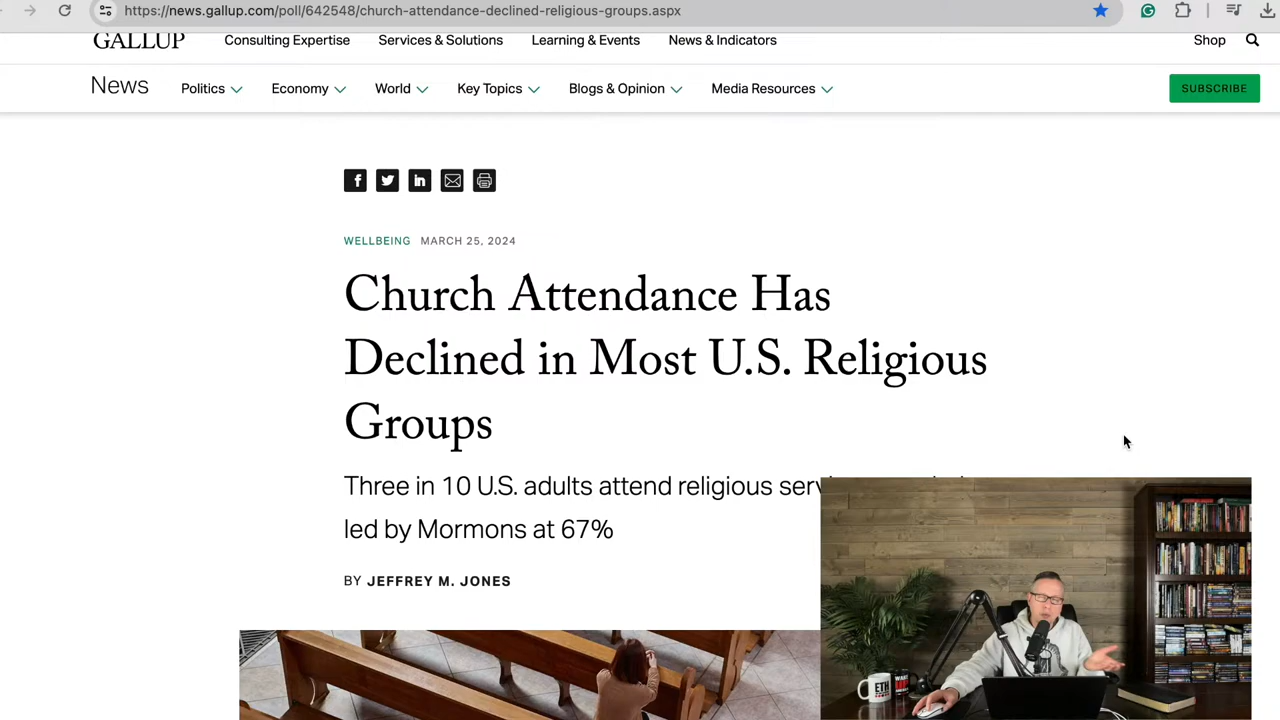 https://news.gallup.com/poll/642548/church-attendance-declined-religious-groups.aspx
GALLUP
Consulting Expertise
Services & Solutions
Learning & Events
News & Indicators
Shop
News
Politics
Economy
World
Key Topics
Blogs & Opinion
Media Resources
SUBSCRIBE
WELLBEING MARCH 25, 2024
Church Attendance Has
Declined in Most U.S. Religious
Groups
Three in 10 U.S. adults attend religious
led by Mormons at 67%
BY JEFFREY M. JONES
ETH